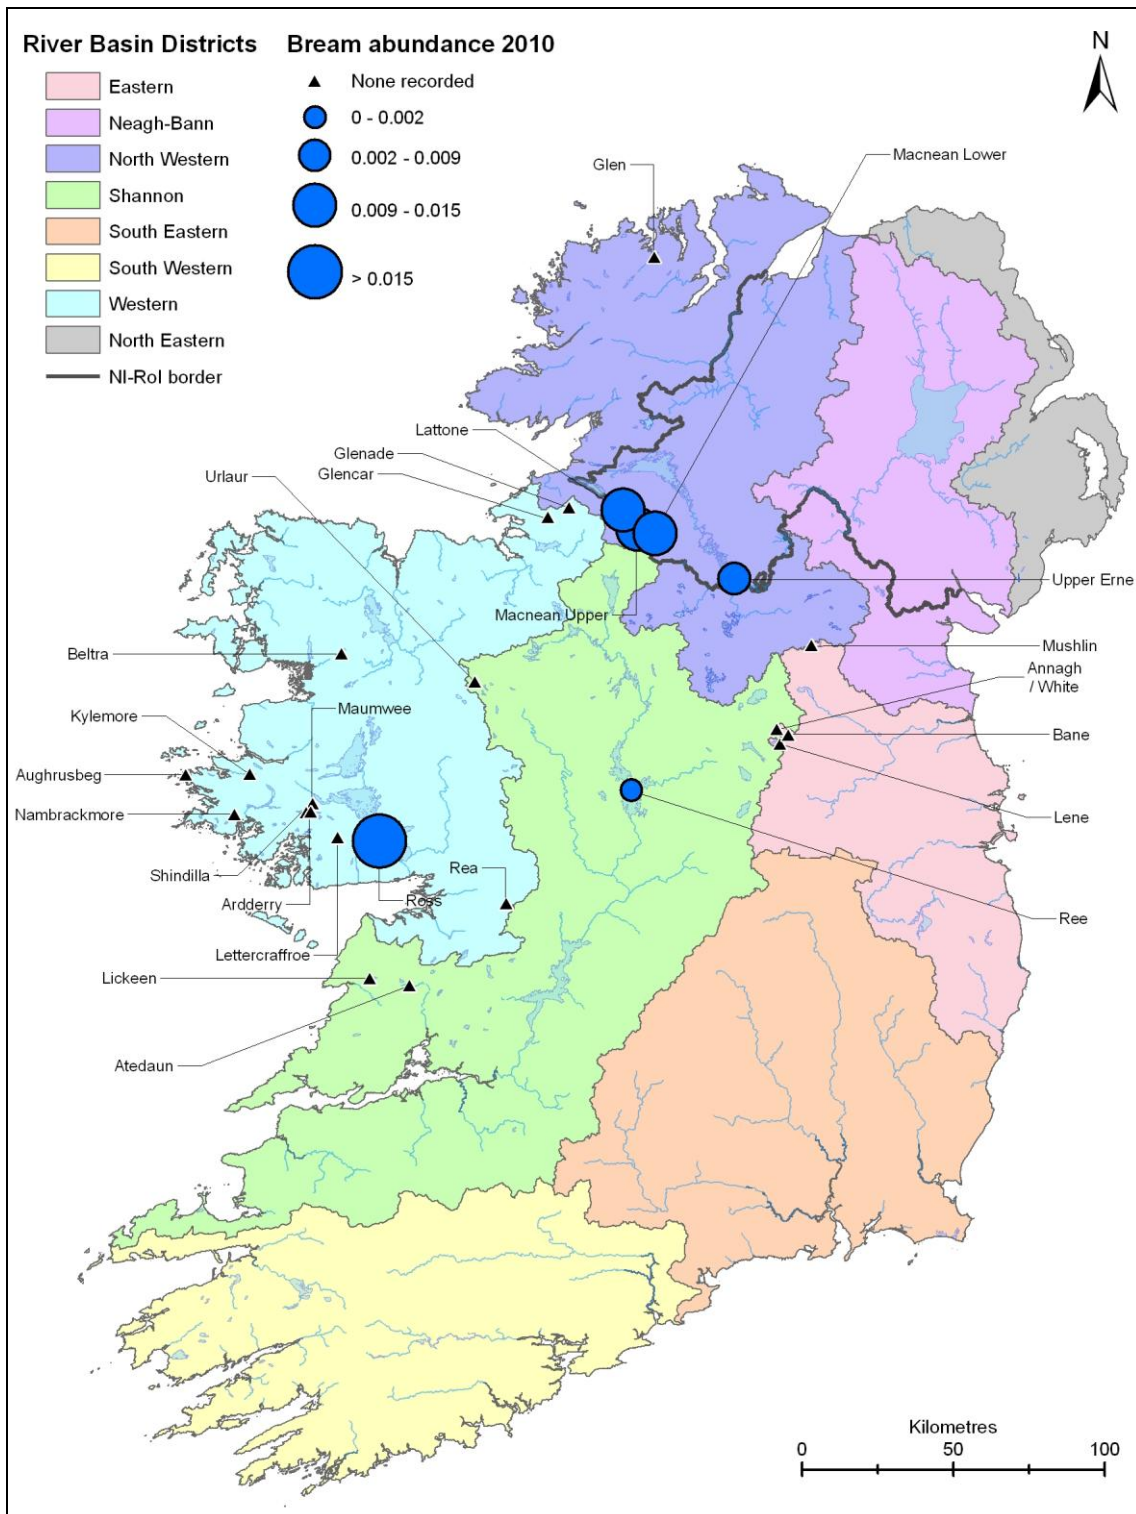 River Basin Districts
Eastern
Neagh-Bann
North Western
Shannon
South Eastern
South Western
Western
North Eastern
NI-RoI border
Bream abundance 2010
None recorded
0 - 0.002
0.002 - 0.009
0.009 - 0.015
> 0.015
N
Macnean Lower
Glen
Lattone
Glenade
Glencar
Urlaur
Upper Erne
Macnean Upper
Mushlin
Beltra
Annagh
/ White
Maumwee
Kylemore
Bane
Aughrusbeg
Nambrackmore
Lene
Shindilla
Rea
Ardderry
Ross
Ree
Lettercraffroe
Lickeen
Atedaun
Kilometres
0 50 100